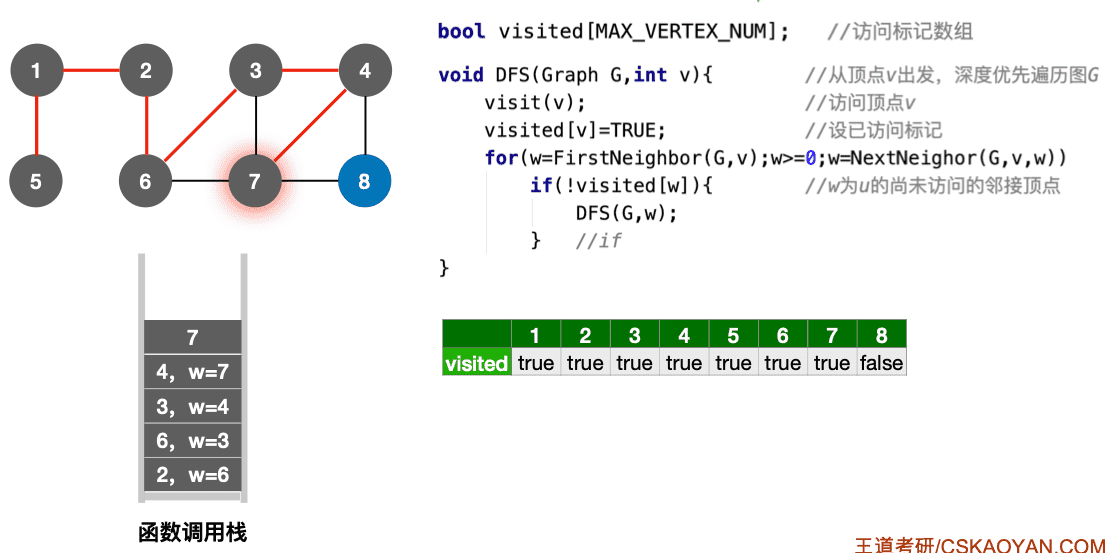 bool visited[MAX_VERTEX_NUM]; //访问标记数组
void DFS(Graph G,int v){ //从顶点v出发，深度优先遍历图G
visit(v); //访问顶点v
visited[v]=TRUE; //设已访问标记
for(w=FirstNeighbor(G,v);w>=0;w=NextNeighor(G,v,w))
if(!visited[w]){ //w为u的尚未访问的邻接顶点
DFS(G,w);
} //if
}
1 2 3 4
5 6 7 8
7
4, w=7
3, w=4
6, w=3
2, w=6
函数调用栈
1 2 3 4 5 6 7 8
visited true true true true true true true false
王道考研/CSKAOYAN.COM